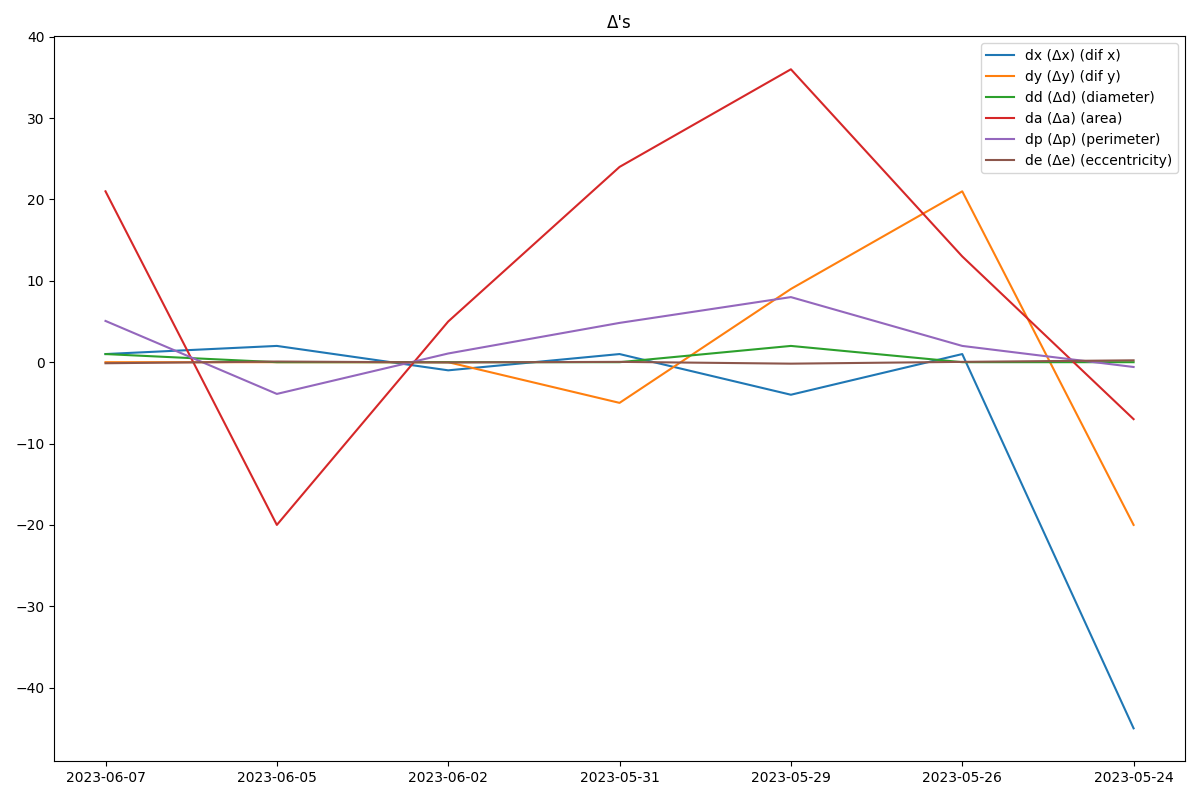 Δ's
40
30
20
10
0
−10
−20
−30
−40
dx (Δx) (dif x)
dy (Δy) (dif y)
dd (Δd) (diameter)
da (Δa) (area)
dp (Δp) (perimeter)
de (Δe) (eccentricity)
2023-06-07 2023-06-05 2023-06-02 2023-05-31 2023-05-29 2023-05-26 2023-05-24